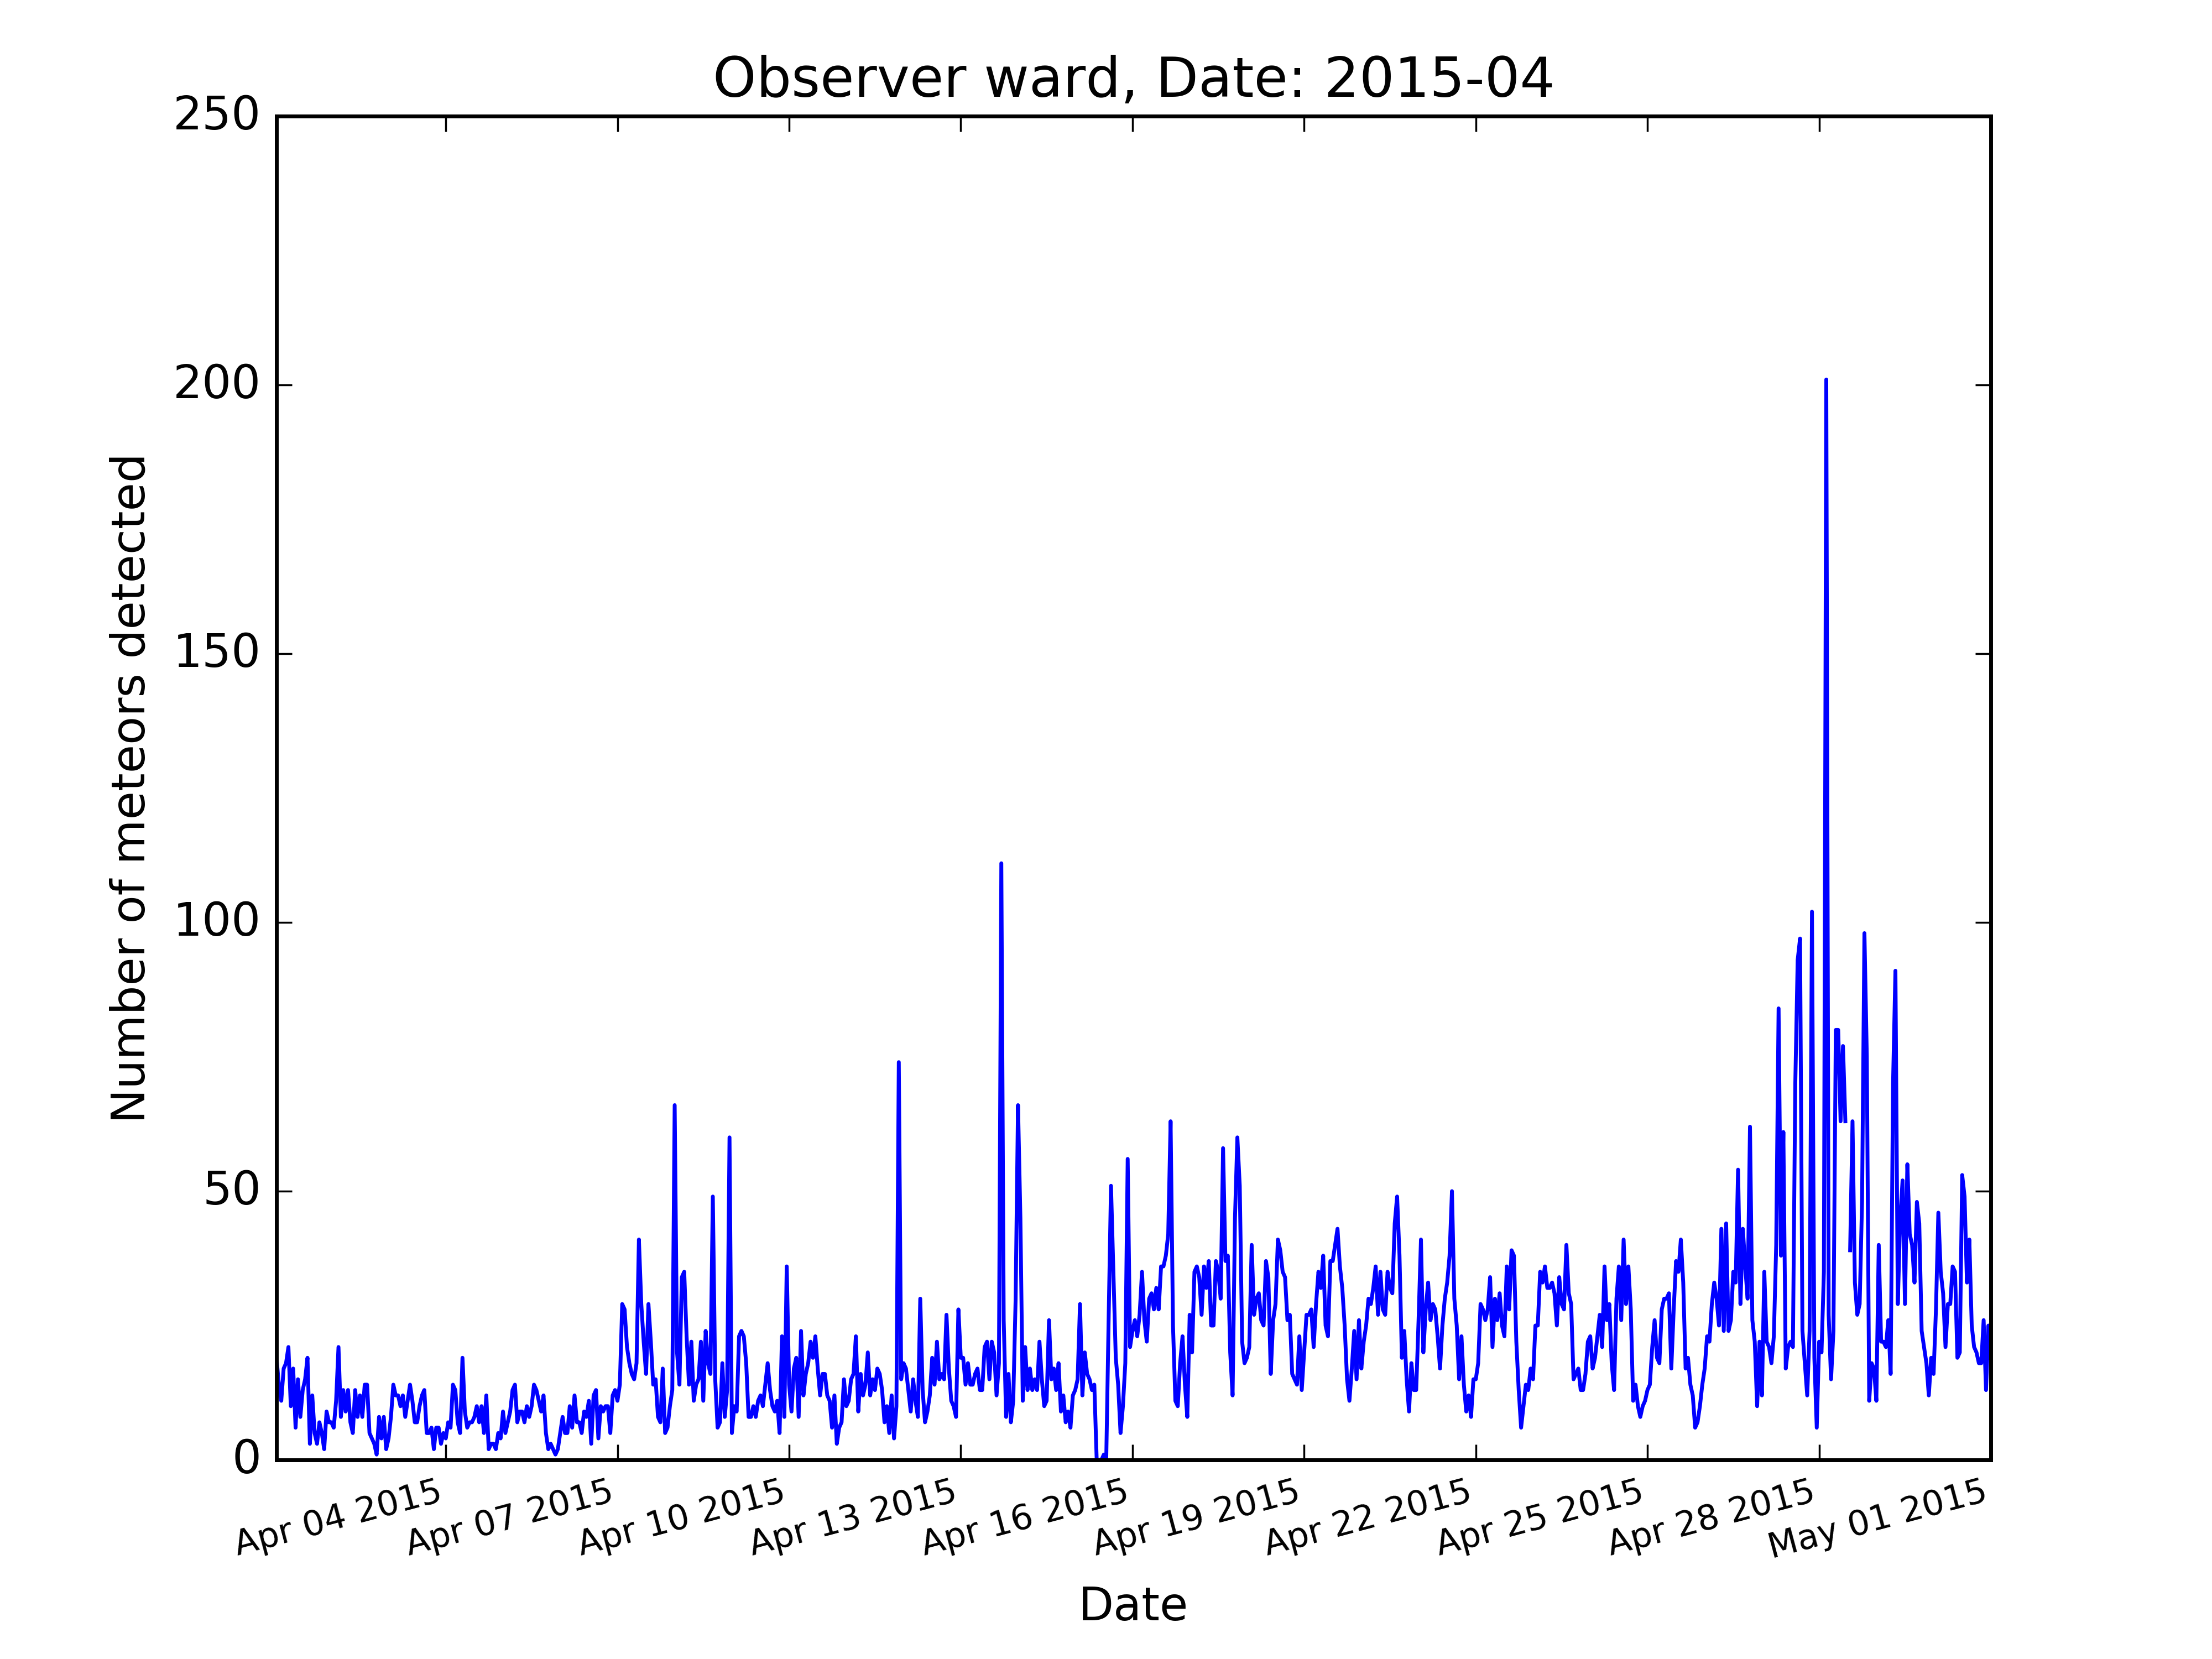 Observer ward, Date: 2015-04
250
200
150
100
50
0
Number of meteors detected
Apr 04 2015
Apr 07 2015
Apr 10 2015
Apr 13 2015
Apr 16 2015
Apr 19 2015
Apr 22 2015
Apr 25 2015
Apr 28 2015
May 01 2015
Date